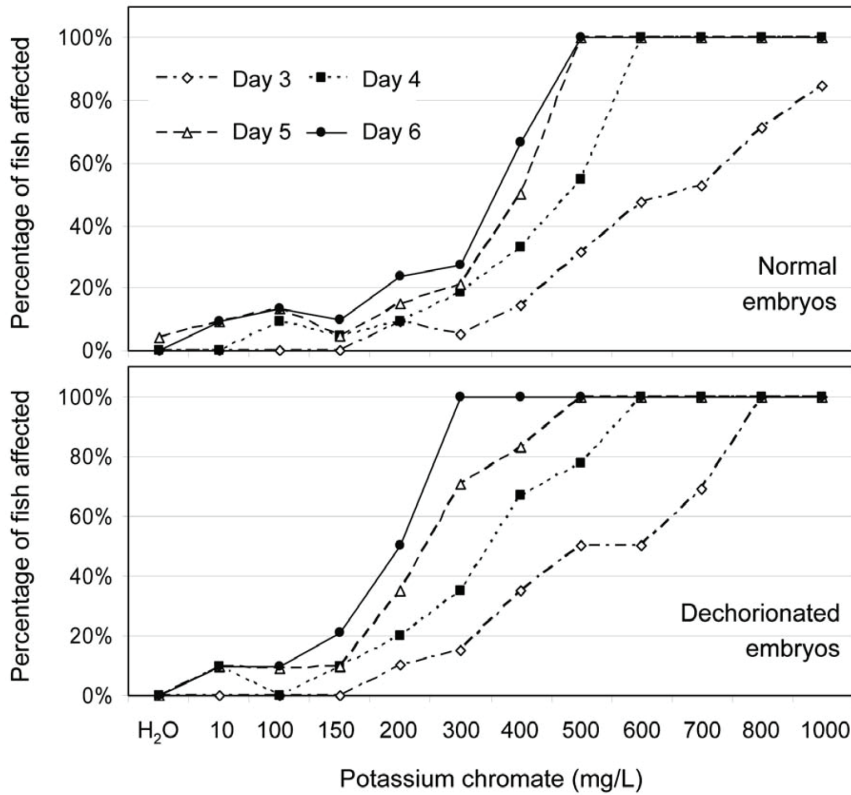 100%
80%
60%
40%
20%
0%
Percentage of fish affected
Day 3
Day 4
Day 5
Day 6
Normal
embryos
100%
80%
60%
40%
20%
0%
Percentage of fish affected
Dechorionated
embryos
H₂O 10 100 150 200 300 400 500 600 700 800 1000
Potassium chromate (mg/L)